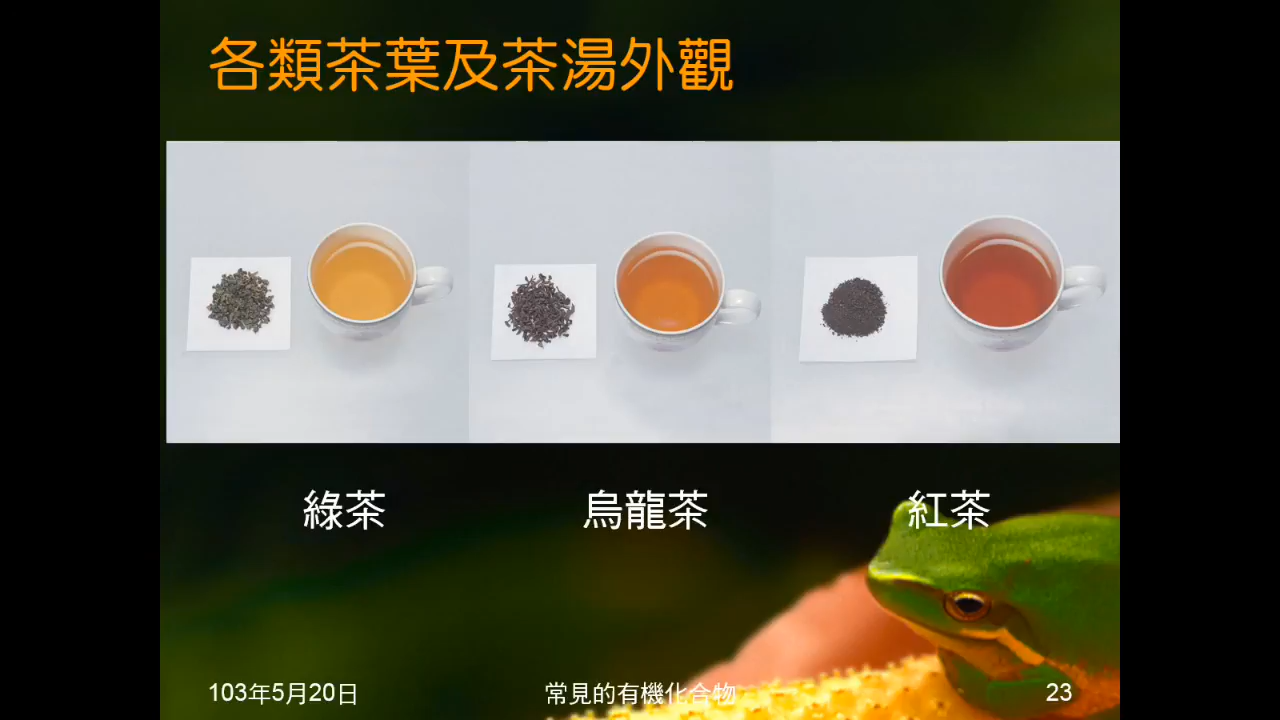 各類茶葉及茶湯外觀
綠茶
烏龍茶
紅茶
103年5月20日
常見的有機化合物
23